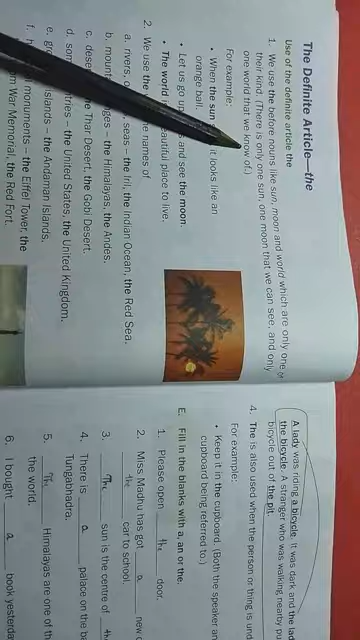 The Definite Article—the
Use of the definite article the
1. We use the before nouns like sun, moon and world which are only one of
their kind. (There is only one sun, one moon that we can see, and only
one world that we know of.)
For example:
• When the sun it looks like an
orange ball.
• Let us go up and see the moon.
• The world beautiful place to live.
2. We use the names of
a. rivers, seas – the the Indian Ocean, the Red Sea.
b. – the Himalayas, the Andes.
c. the Thar Desert, the Gobi Desert.
d. – the United States, the United Kingdom.
e. islands – the Andaman Islands.
f. monuments – the Eiffel Tower, the
War Memorial, the Red Fort.
A lady was riding a bicycle. It was dark and the lad
the bicycle. A stranger who was walking nearby pu
bicycle out of the pit.
4. The is also used when the person or thing is und
For example:
• Keep it in the cupboard. (Both the speaker an
cupboard being referred to.)
E. Fill in the blanks with a, an or the.
1. Please open the door.
2. Miss Madhu has got a new c
the car to school.
3. The sun is the centre of the
4. There is a palace on the b
Tungabhadra.
5. The Himalayas are one of th
the world.
6. I bought a book yesterda